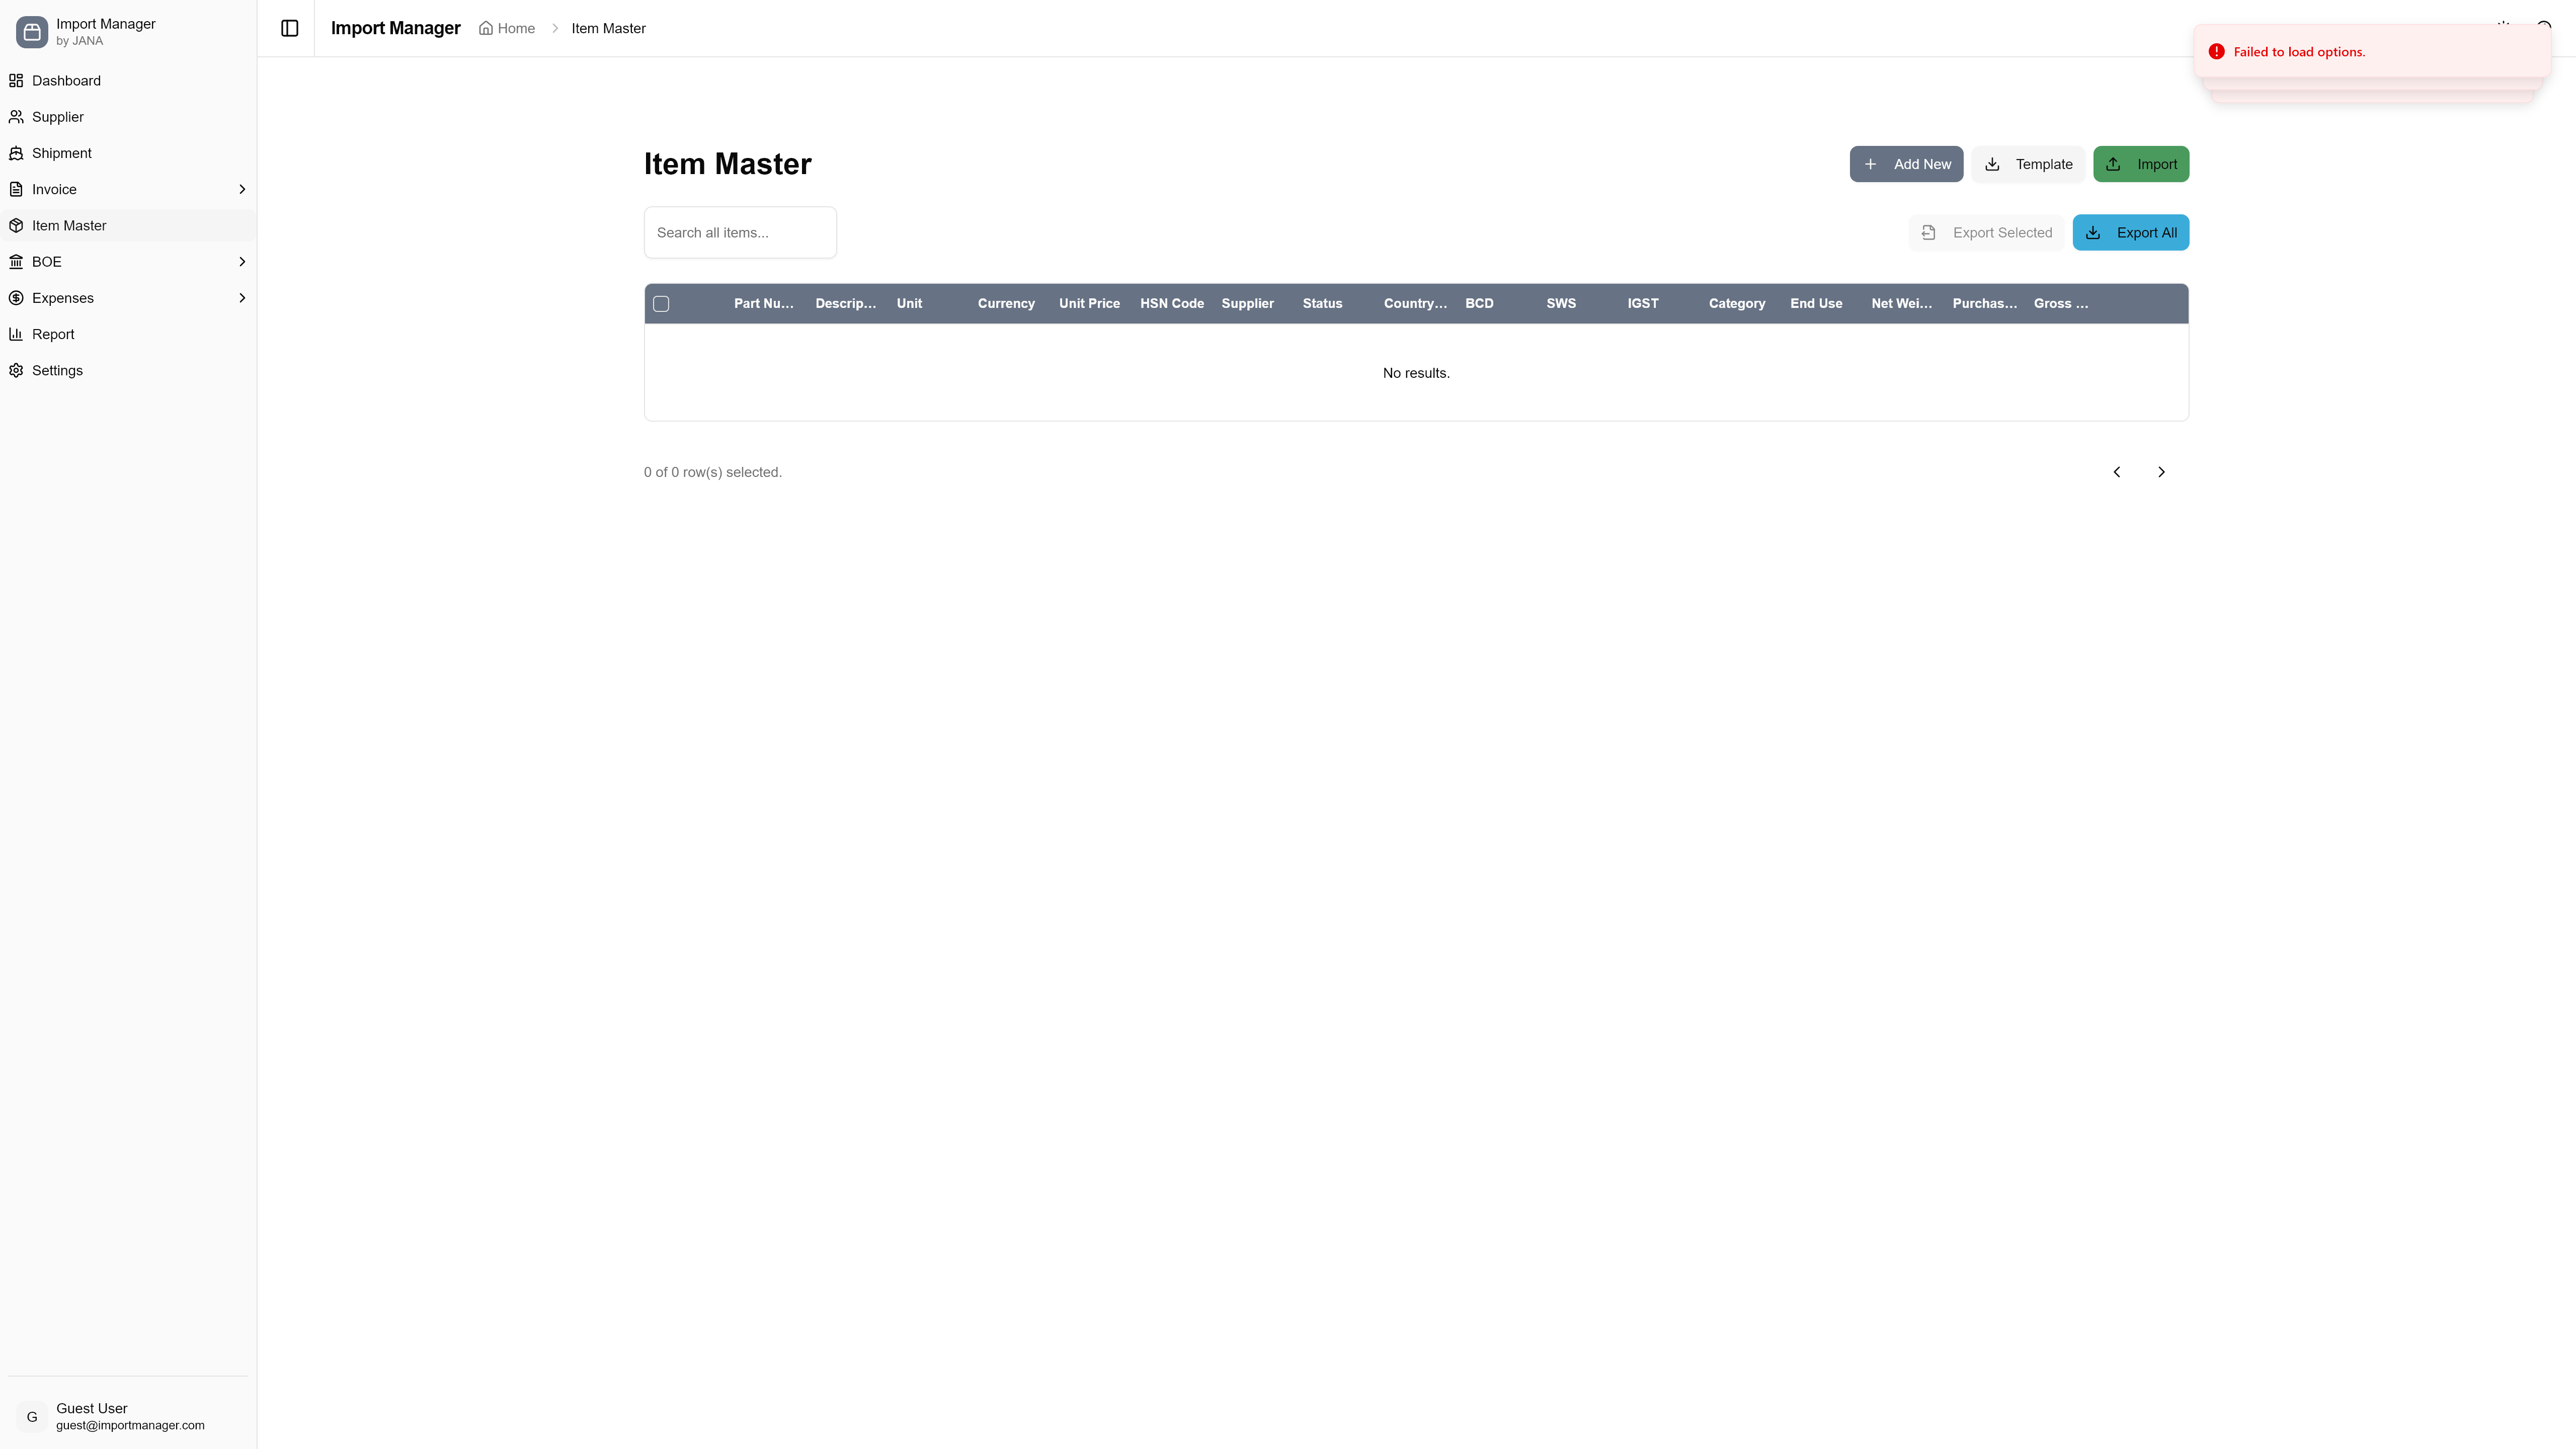 Import Manager
by JANA
Dashboard
Supplier
Shipment
Invoice
Item Master
BOE
Expenses
Report
Settings
Guest User
G
guest@importmanager.com
Import Manager
Home
Item Master
Failed to load options.
Item Master
Add New
Template
Import
Search all items...
Export Selected
Export All
Part Nu... Descrip... Unit Currency Unit Price HSN Code Supplier Status Country... BCD SWS IGST Category End Use Net Wei... Purchas... Gross ...
No results.
0 of 0 row(s) selected.